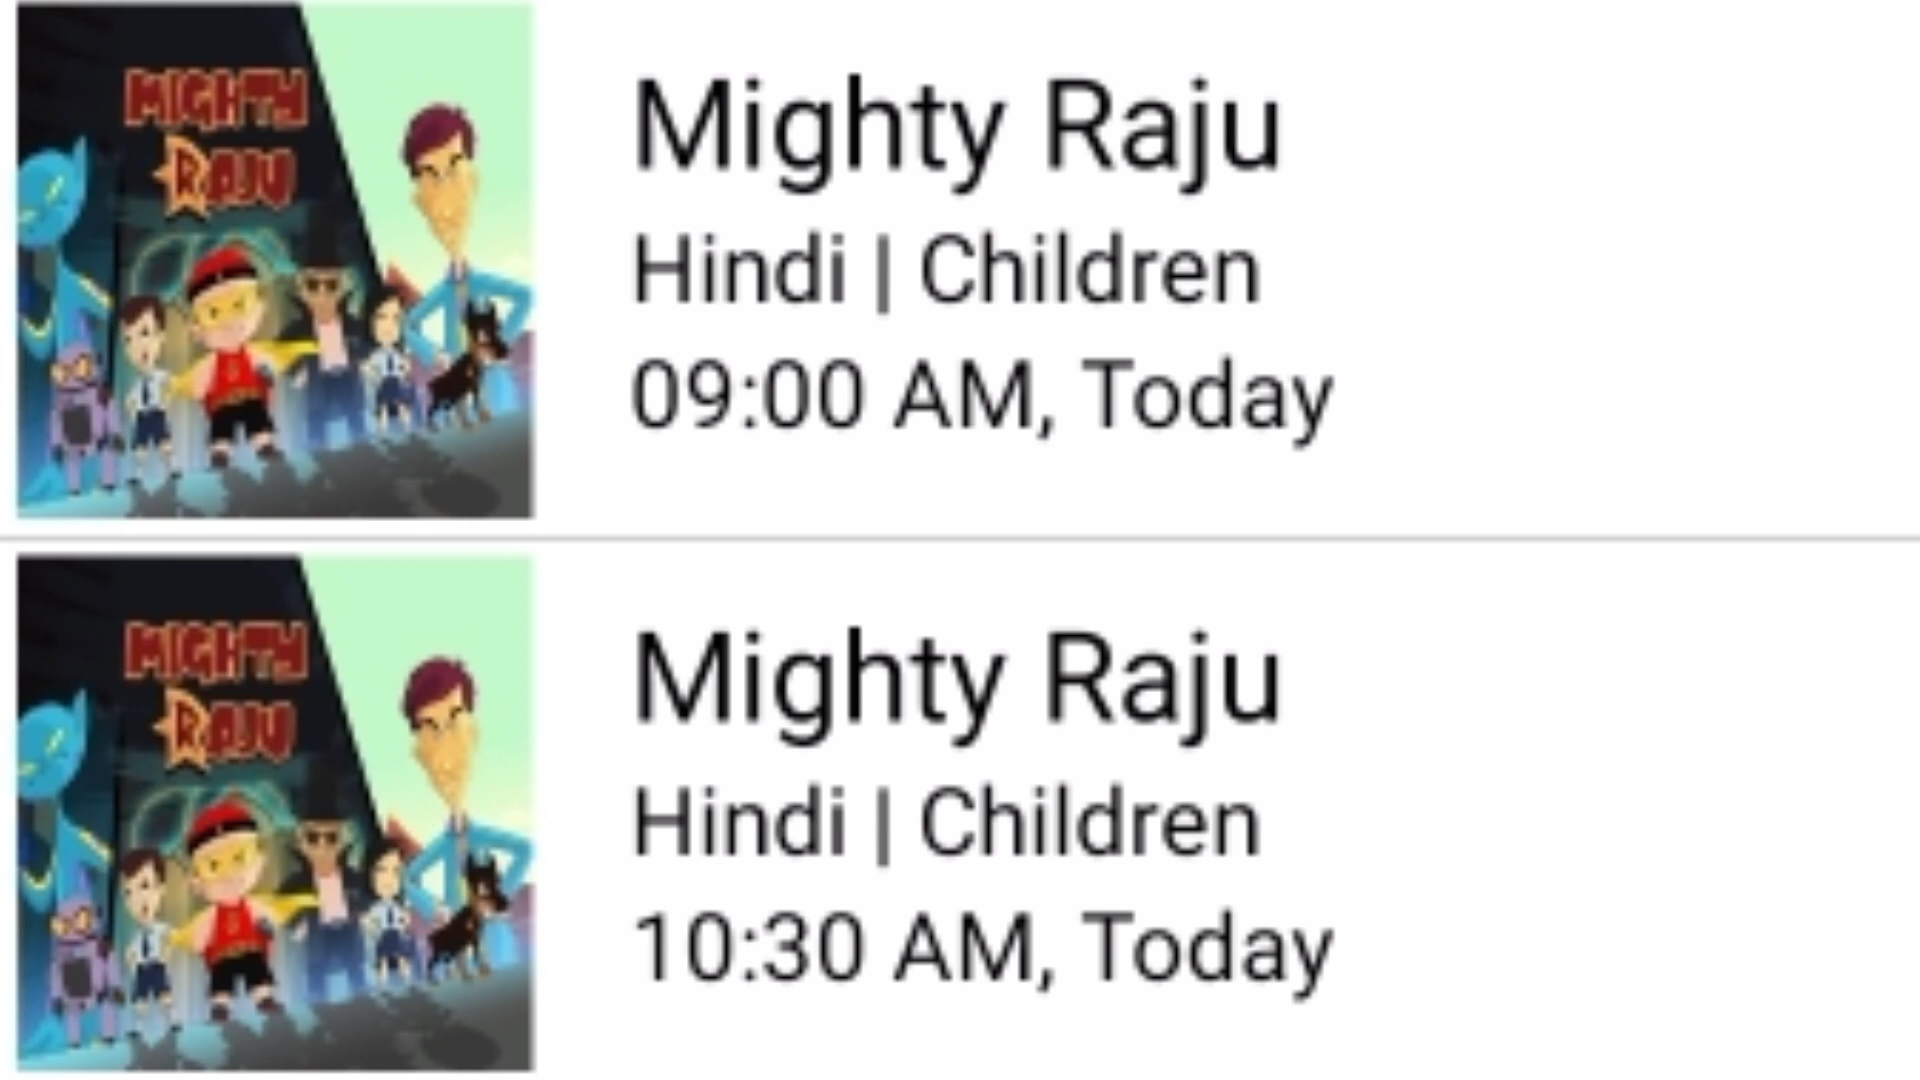 MIGHTY
RAJU
Mighty Raju
Hindi | Children
09:00 AM, Today
MIGHTY
RAJU
Mighty Raju
Hindi | Children
10:30 AM, Today